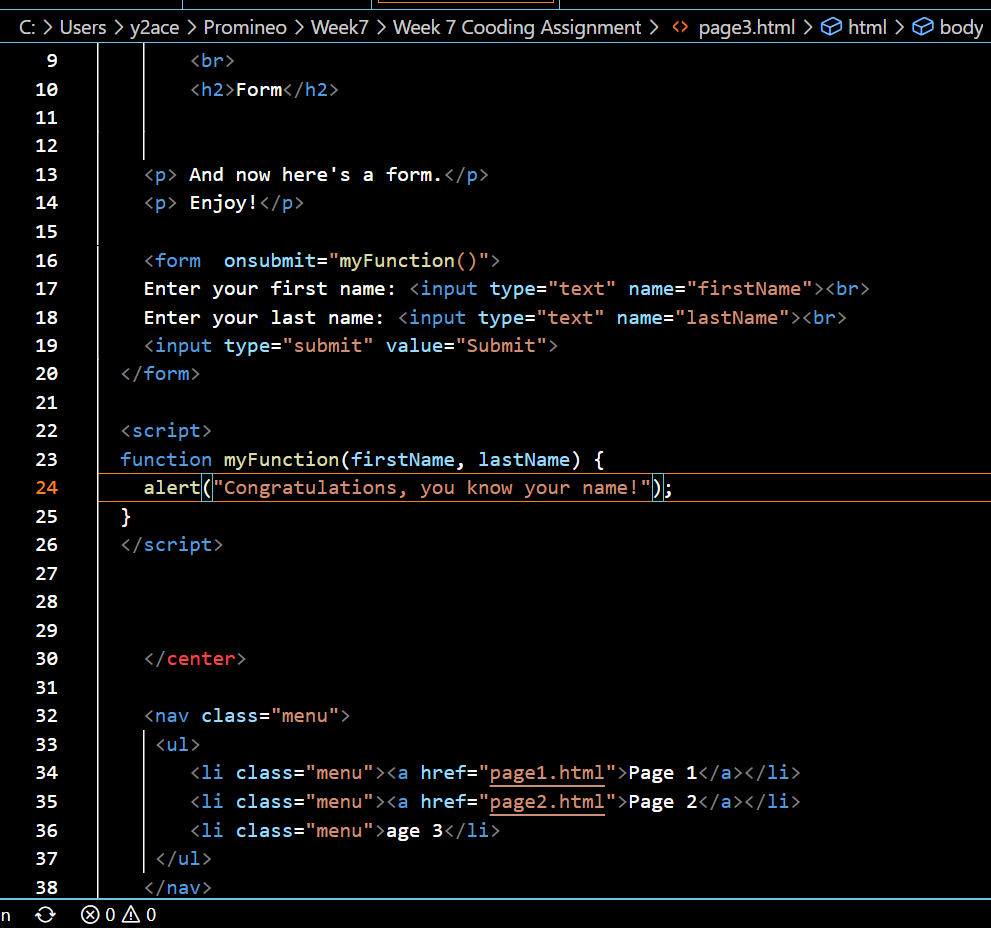 C: > Users > y2ace > Promineo > Week7 > Week 7 Cooding Assignment > <> page3.html > html > body
9 <br>
10 <h2>Form</h2>
11
12
13 <p> And now here's a form.</p>
14 <p> Enjoy!</p>
15
16 <form  onsubmit="myFunction()">
17 Enter your first name: <input type="text" name="firstName"><br>
18 Enter your last name: <input type="text" name="lastName"><br>
19 <input type="submit" value="Submit">
20 </form>
21
22 <script>
23 function myFunction(firstName, lastName) {
24 alert("Congratulations, you know your name!");
25 }
26 </script>
27
28
29
30 </center>
31
32 <nav class="menu">
33 <ul>
34 <li class="menu"><a href="page1.html">Page 1</a></li>
35 <li class="menu"><a href="page2.html">Page 2</a></li>
36 <li class="menu">age 3</li>
37 </ul>
38 </nav>
n 0 0